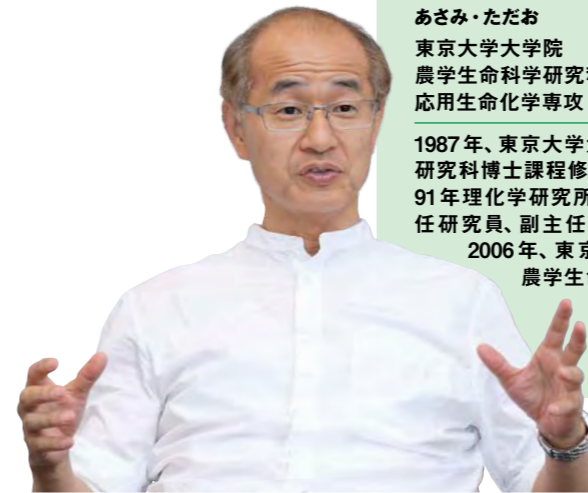 あさみ・ただお
東京大学大学院
農学生命科学研究
応用生命化学専攻
1987年、東京大学
研究科博士課程修
91年理化学研究所
任研究員、副主任
2006年、東京
農学生